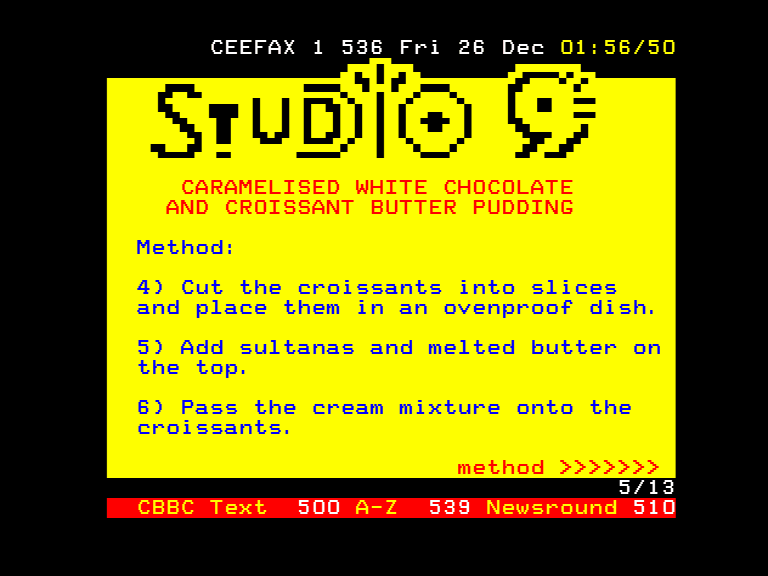 CEEFAX 1 536 Fri 26 Dec 01:56/50
STUDIO 9
CARAMELISED WHITE CHOCOLATE
AND CROISSANT BUTTER PUDDING
Method:
4) Cut the croissants into slices
and place them in an ovenproof dish.
5) Add sultanas and melted butter on
the top.
6) Pass the cream mixture onto the
croissants.
method >>>>>>>
5/13
CBBC Text 500 A-Z 539 Newsround 510